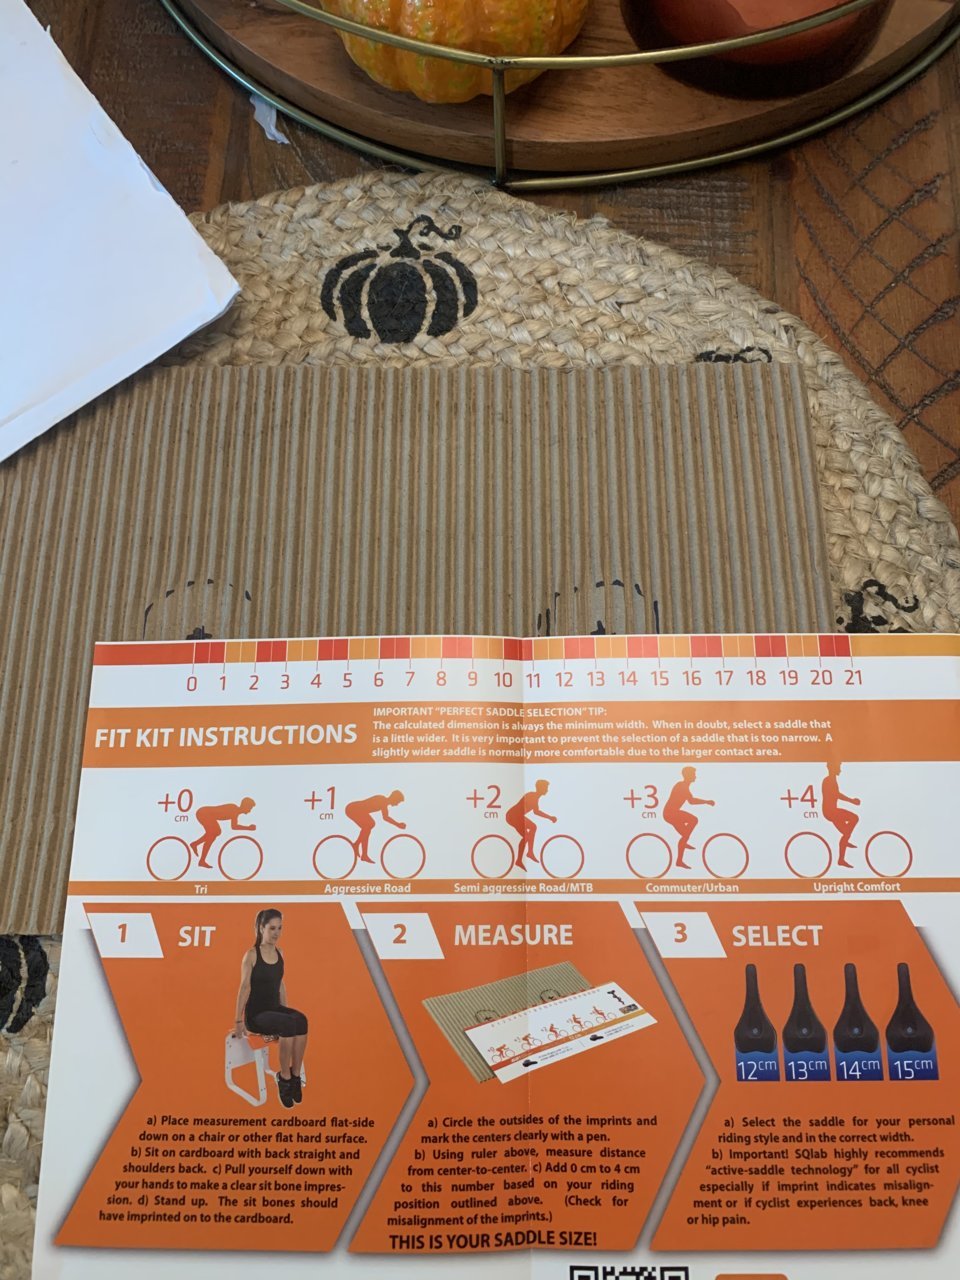 0 1 2 3 4 5 6 7 8 9 10 11 12 13 14 15 16 17 18 19 20 21
FIT KIT INSTRUCTIONS
IMPORTANT "PERFECT SADDLE SELECTION" TIP:
The calculated dimension is always the minimum width. When in doubt, select a saddle that
is a little wider. It is very important to prevent the selection of a saddle that is too narrow. A
slightly wider saddle is normally more comfortable due to the larger contact area.
+0 cm
Tri
+1 cm
Aggressive Road
+2 cm
Semi aggressive Road/MTB
+3 cm
Commuter/Urban
+4 cm
Upright Comfort
1 SIT
a) Place measurement cardboard flat-side
down on a chair or other flat hard surface.
b) Sit on cardboard with back straight and
shoulders back. c) Pull yourself down with
your hands to make a clear sit bone impres-
sion. d) Stand up. The sit bones should
have imprinted on to the cardboard.
2 MEASURE
a) Circle the outsides of the imprints and
mark the centers clearly with a pen.
b) Using ruler above, measure distance
from center-to-center. c) Add 0 cm to 4 cm
to this number based on your riding
position outlined above. (Check for
misalignment of the imprints.)
THIS IS YOUR SADDLE SIZE!
3 SELECT
12cm 13cm 14cm 15cm
a) Select the saddle for your personal
riding style and in the correct width.
b) Important! SQlab highly recommends
"active-saddle technology" for all cyclist
especially if imprint indicates misalign-
ment or if cyclist experiences back, knee
or hip pain.